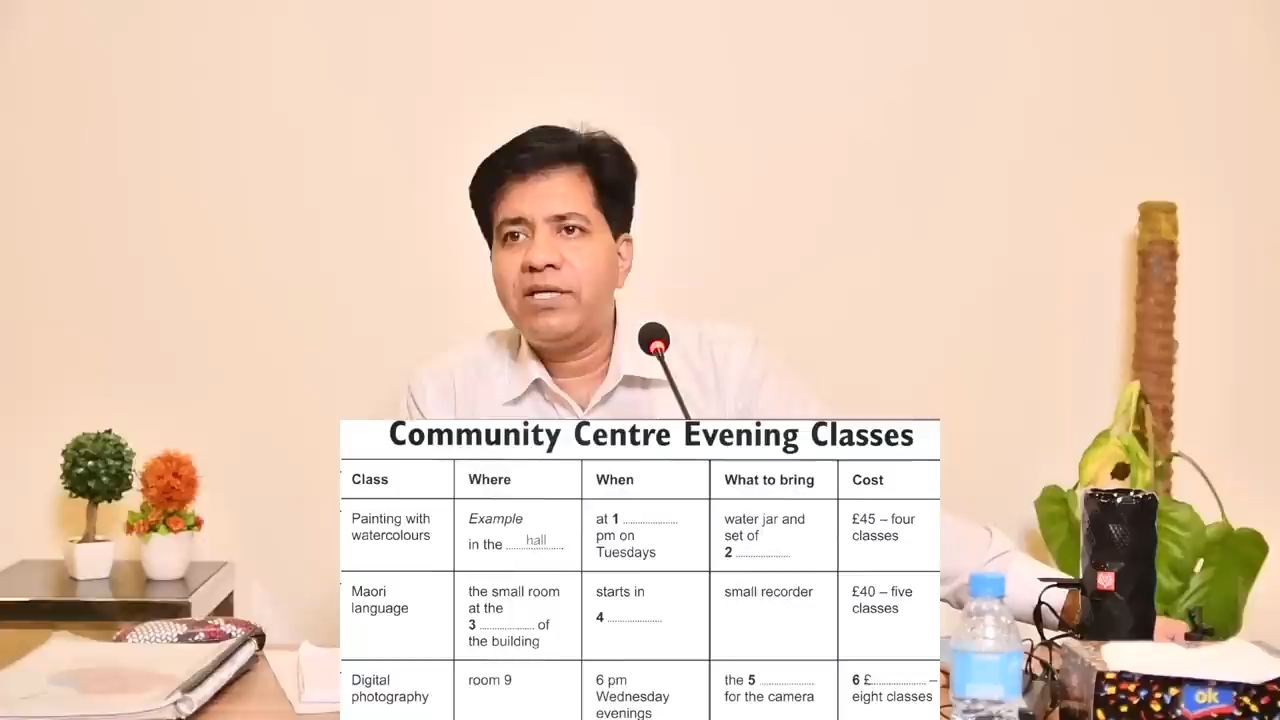 Community Centre Evening Classes
Class
Where
When
What to bring
Cost
Painting with
watercolours
Example
in the hall.
at 1 ....................
pm on
Tuesdays
water jar and
set of
2 ....................
£45 – four
classes
Maori
language
the small room
at the
3 .................... of
the building
starts in
4 ....................
small recorder
£40 – five
classes
Digital
photography
room 9
6 pm
Wednesday
evenings
the 5 ....................
for the camera
6 £.................... –
eight classes
ok